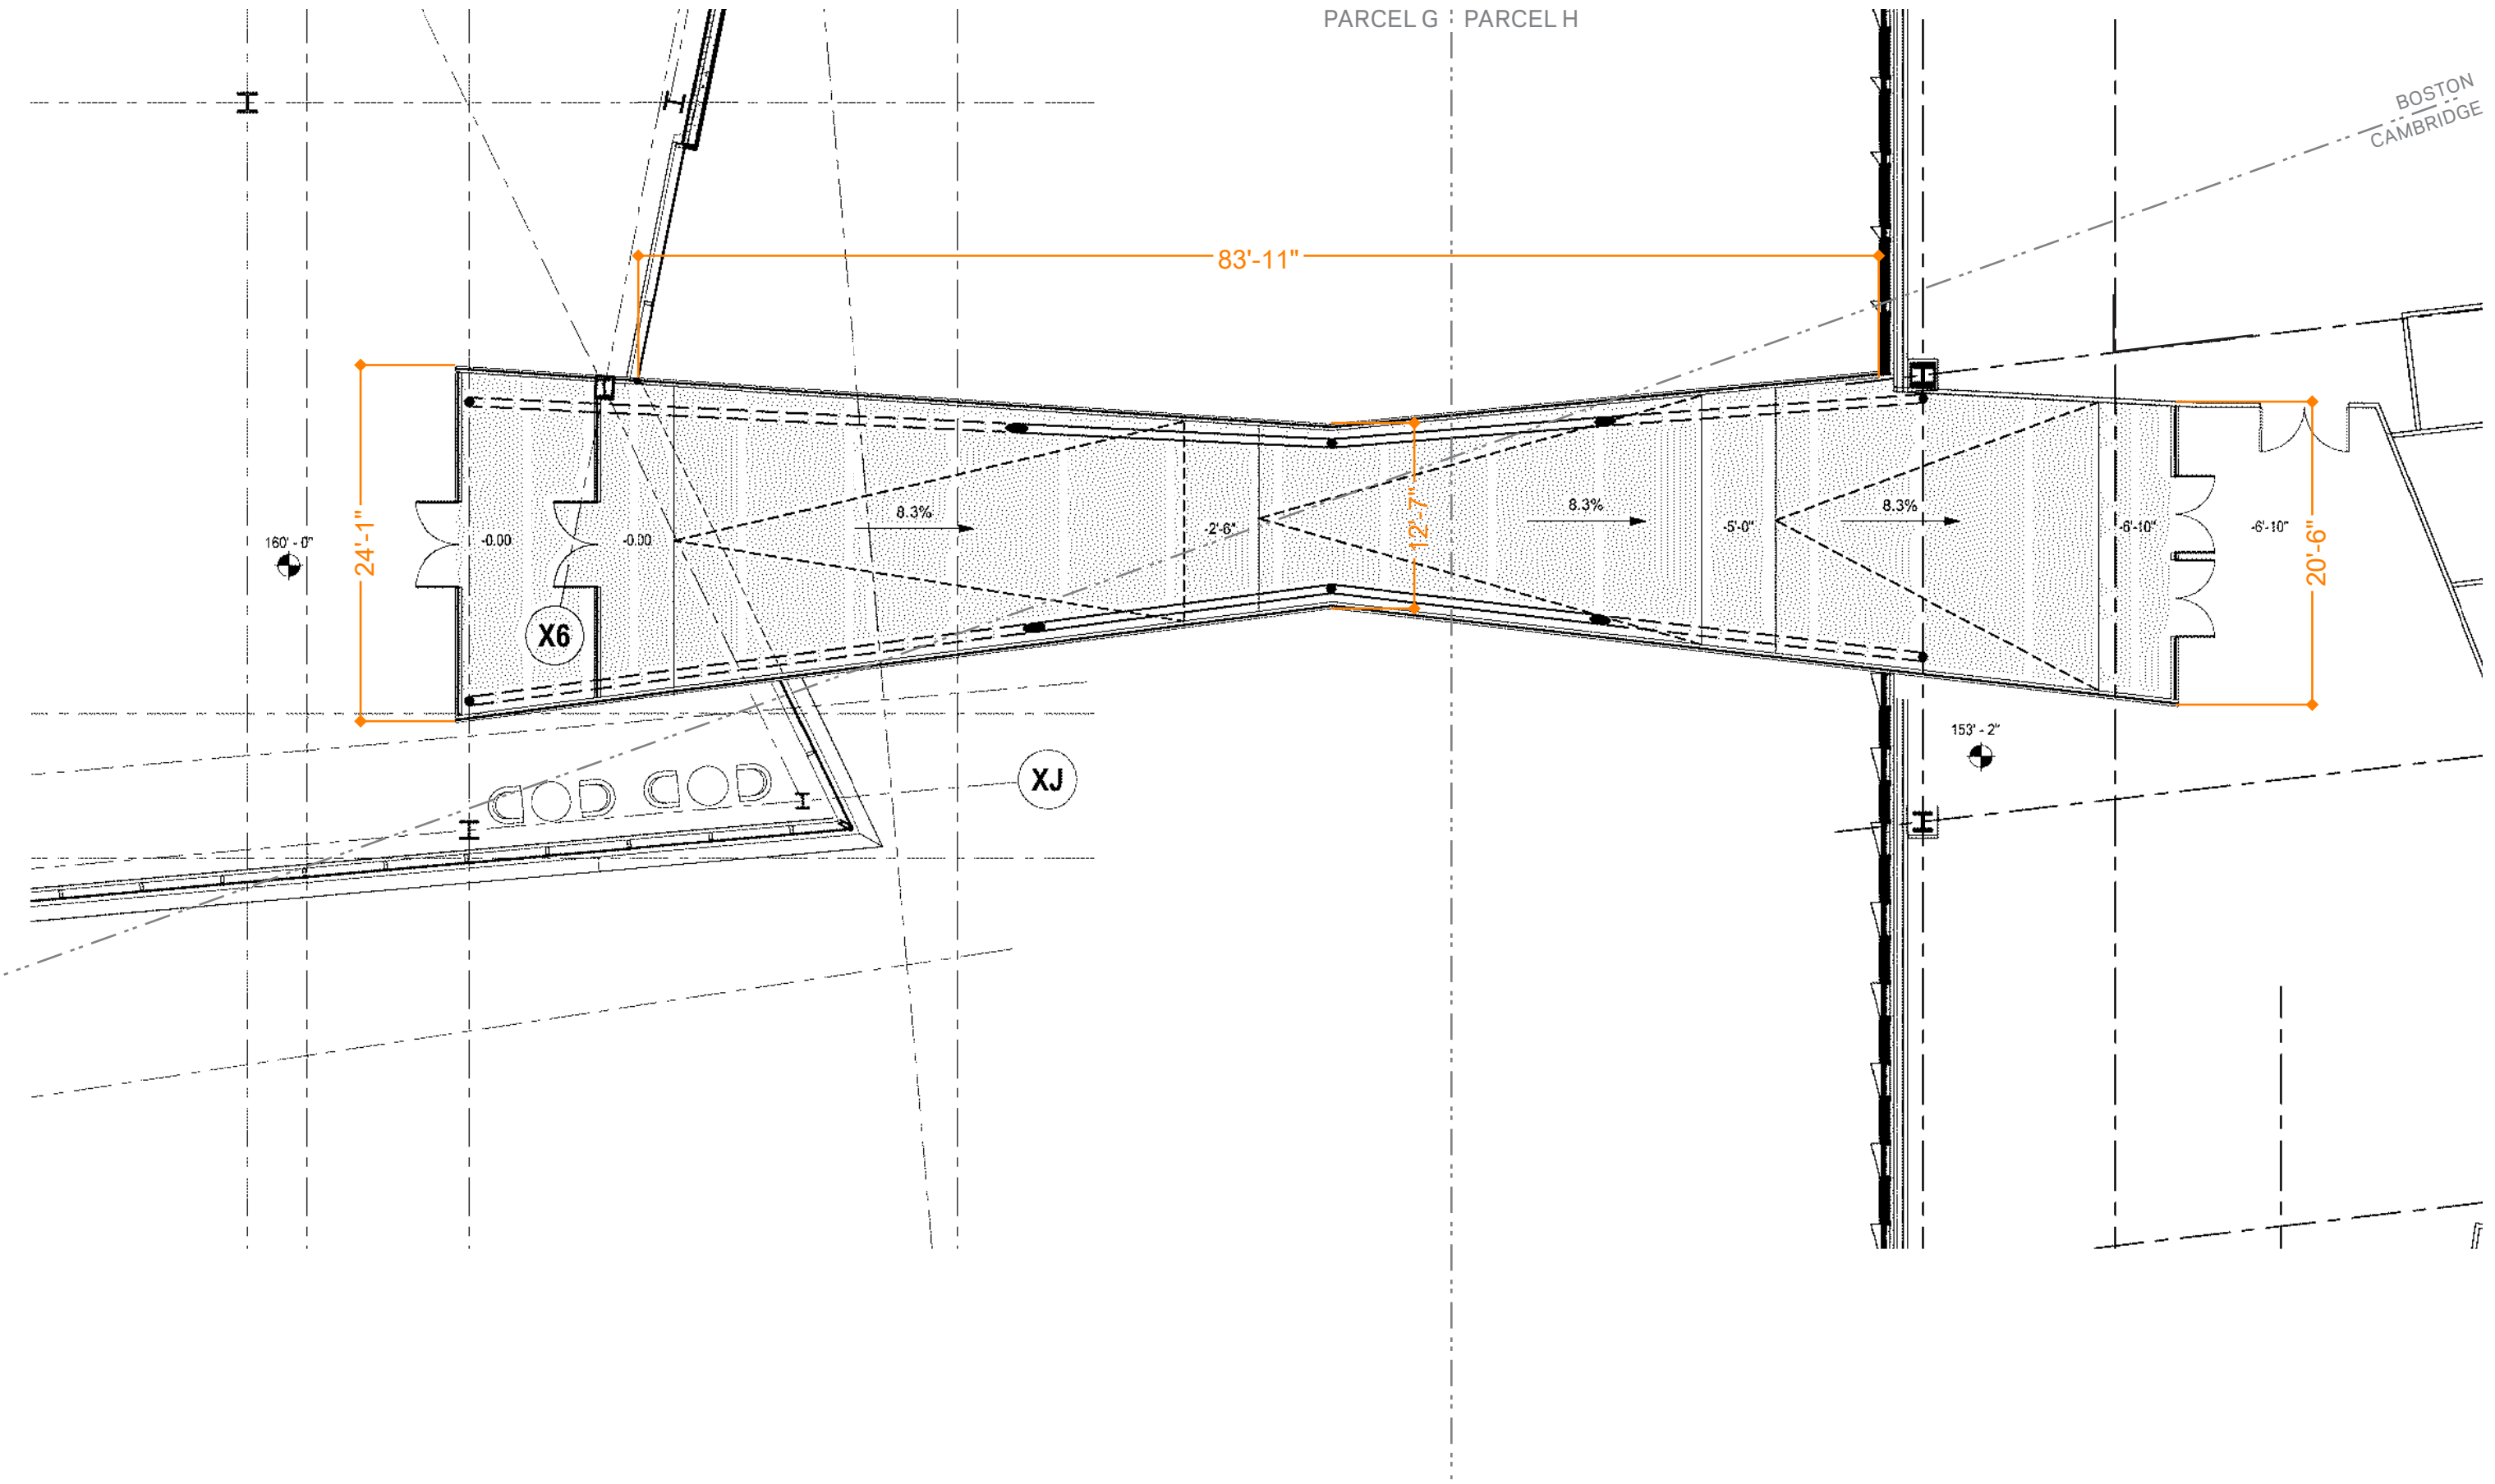 PARCEL G PARCEL H
BOSTON
CAMBRIDGE
83'-11"
24'-1"
12'-7"
20'-6"
8.3%
8.3%
8.3%
160' - 0"
-0.00
-0.00
-2'-6"
-5'-0"
-6'-10"
-6'-10"
X6
153' - 2"
XJ